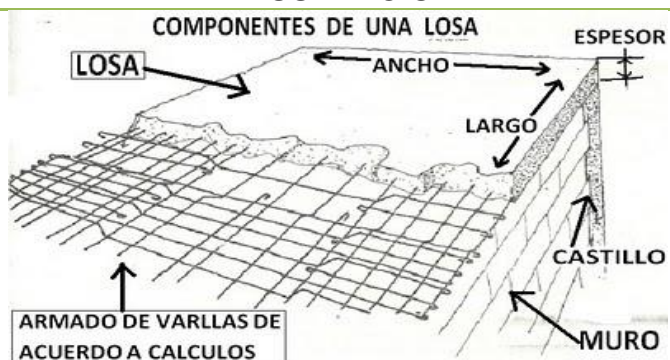 COMPONENTES DE UNA LOSA
ESPESOR
LOSA
ANCHO
LARGO
CASTILLO
ARMADO DE VARLLAS DE
ACUERDO A CALCULOS
MURO